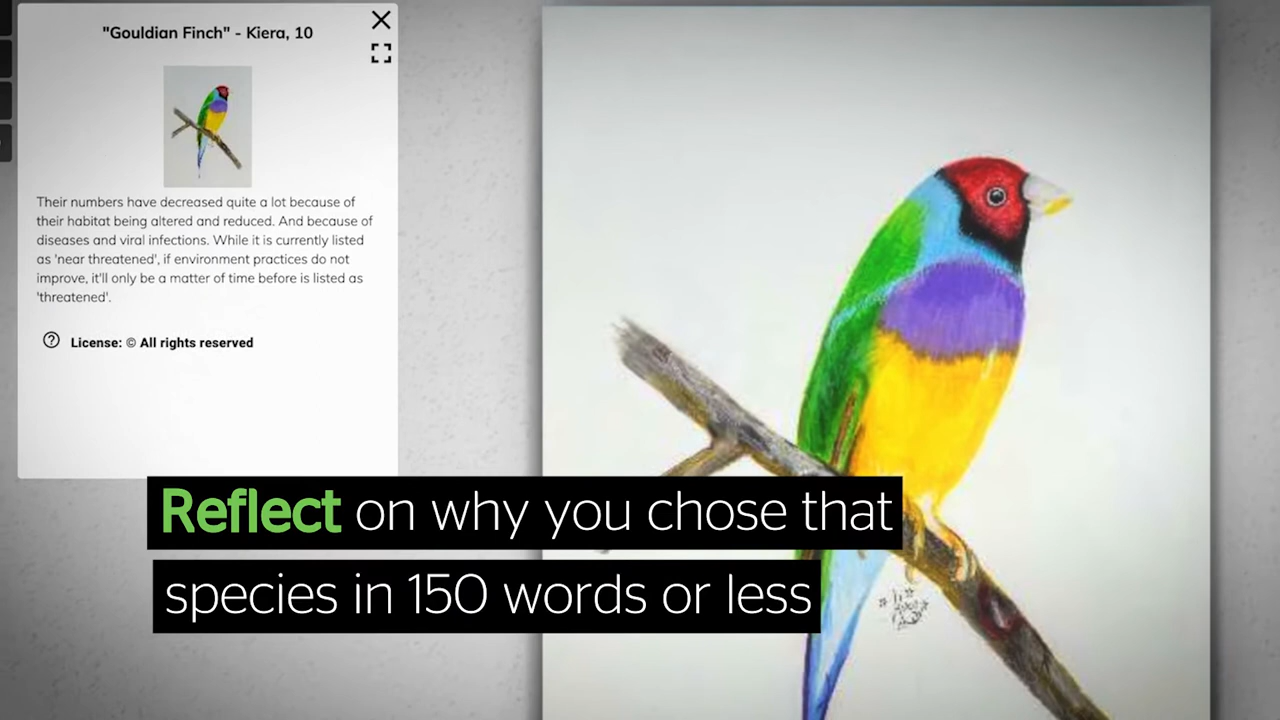 "Gouldian Finch" - Kiera, 10
Their numbers have decreased quite a lot because of
their habitat being altered and reduced. And because of
diseases and viral infections. While it is currently listed
as 'near threatened', if environment practices do not
improve, it'll only be a matter of time before is listed as
'threatened'.
License: © All rights reserved
Reflect on why you chose that
species in 150 words or less